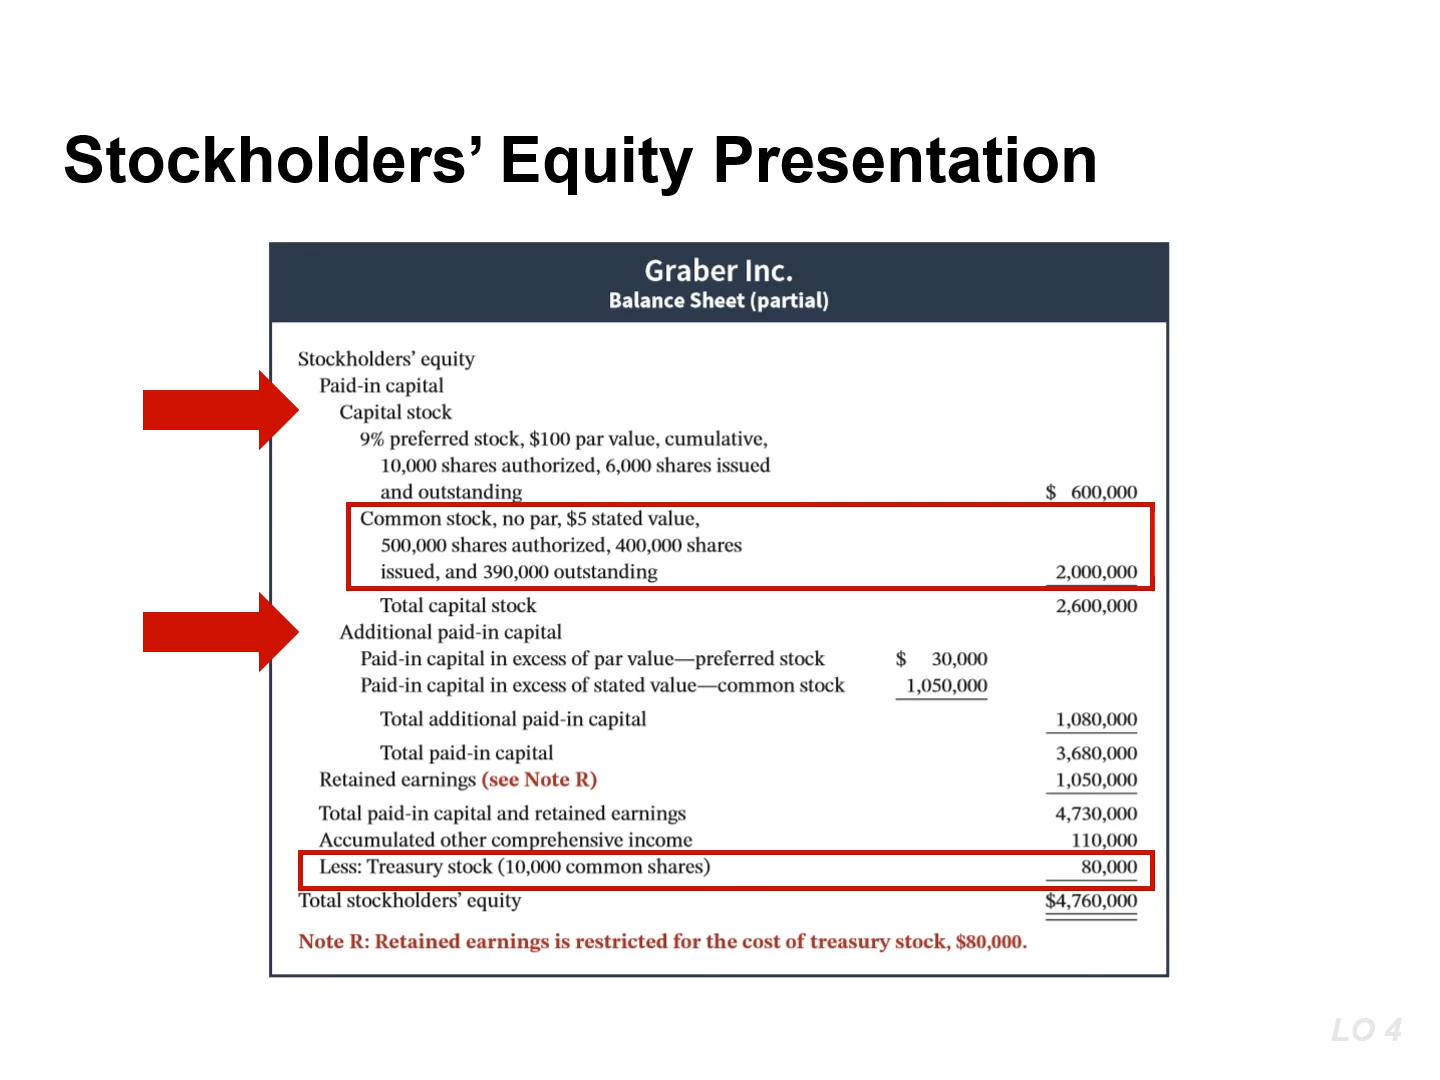 Stockholders’ Equity Presentation
Graber Inc.
Balance Sheet (partial)
Stockholders’ equity
Paid-in capital
Capital stock
9% preferred stock, $100 par value, cumulative,
10,000 shares authorized, 6,000 shares issued
and outstanding $ 600,000
Common stock, no par, $5 stated value,
500,000 shares authorized, 400,000 shares
issued, and 390,000 outstanding 2,000,000
Total capital stock 2,600,000
Additional paid-in capital
Paid-in capital in excess of par value—preferred stock $ 30,000
Paid-in capital in excess of stated value—common stock 1,050,000
Total additional paid-in capital 1,080,000
Total paid-in capital 3,680,000
Retained earnings (see Note R) 1,050,000
Total paid-in capital and retained earnings 4,730,000
Accumulated other comprehensive income 110,000
Less: Treasury stock (10,000 common shares) 80,000
Total stockholders’ equity $4,760,000
Note R: Retained earnings is restricted for the cost of treasury stock, $80,000.
LO 4